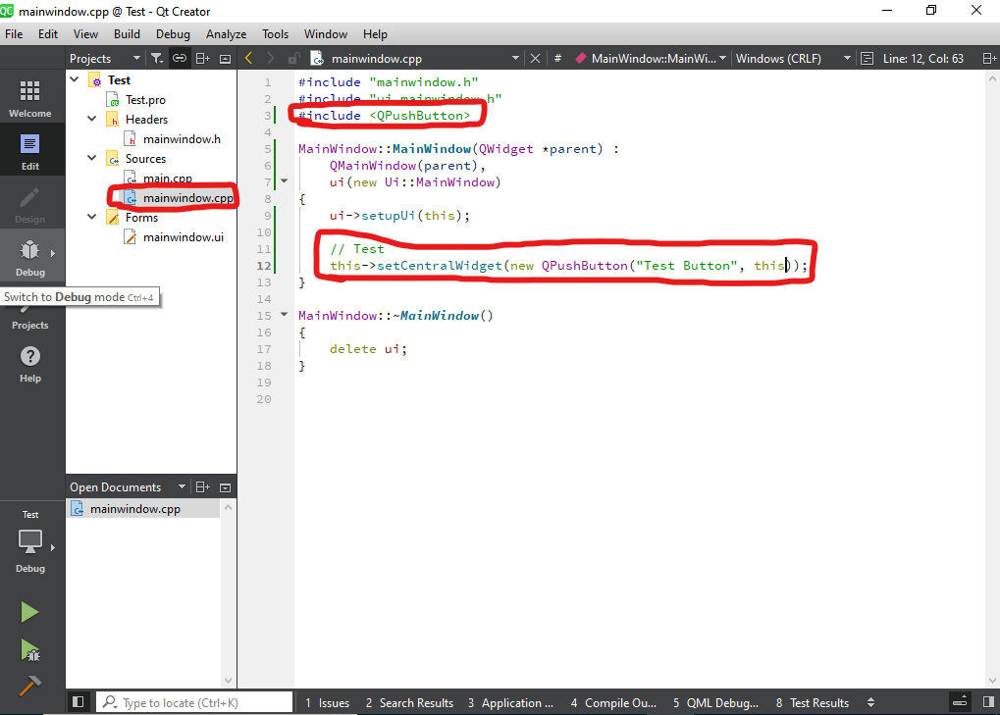 QC mainwindow.cpp @ Test - Qt Creator
File Edit View Build Debug Analyze Tools Window Help
Projects mainwindow.cpp # MainWindow::MainWi... Windows (CRLF) Line: 12, Col: 63
Welcome
Edit
Design
Debug
Switch to Debug mode Ctrl+4
Projects
Help
Test
Test.pro
Headers
mainwindow.h
Sources
main.cpp
mainwindow.cpp
Forms
mainwindow.ui
1 #include "mainwindow.h"
2 #include "ui_mainwindow.h"
3 #include <QPushButton>
4
5 MainWindow::MainWindow(QWidget *parent) :
6 QMainWindow(parent),
7 ui(new Ui::MainWindow)
8 {
9 ui->setupUi(this);
10
11 // Test
12 this->setCentralWidget(new QPushButton("Test Button", this));
13 }
14
15 MainWindow::~MainWindow()
16 {
17 delete ui;
18 }
19
20
Open Documents
mainwindow.cpp
Test
Debug
Type to locate (Ctrl+K) 1 Issues 2 Search Results 3 Application ... 4 Compile Ou... 5 QML Debug... 8 Test Results